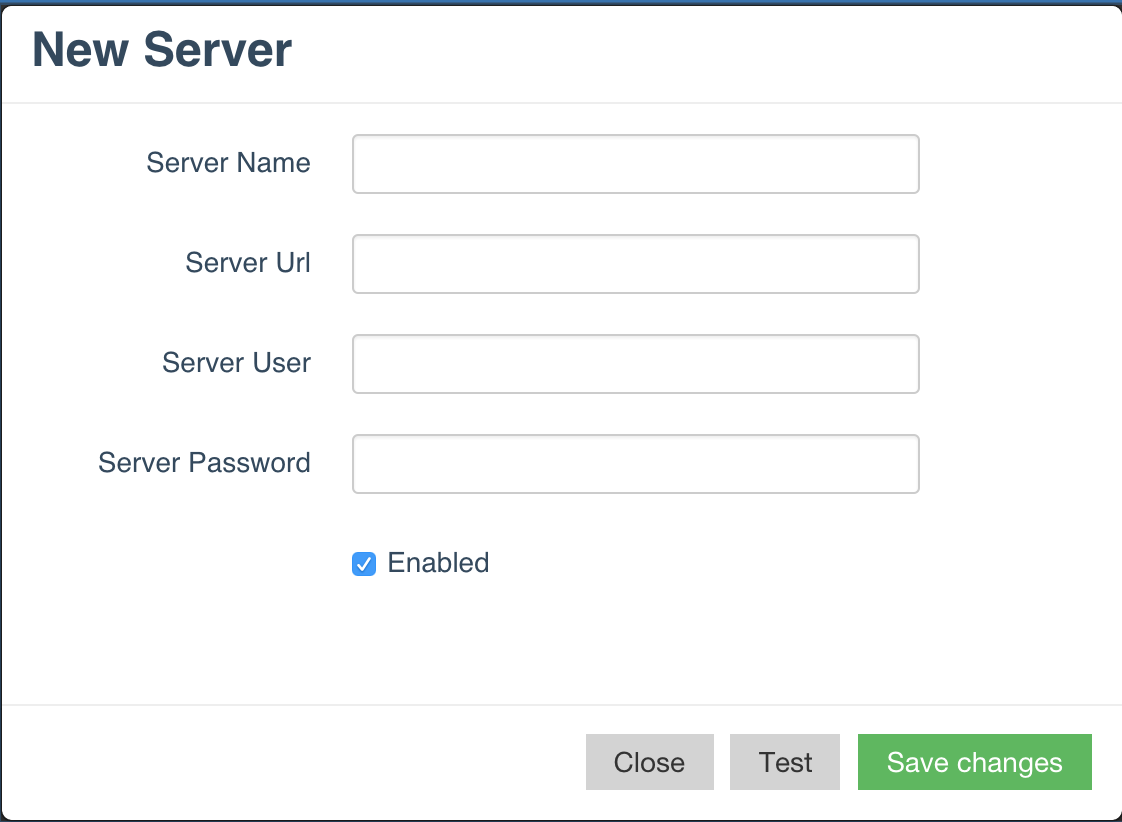 New Server
Server Name
Server Url
Server User
Server Password
Enabled
Close
Test
Save changes